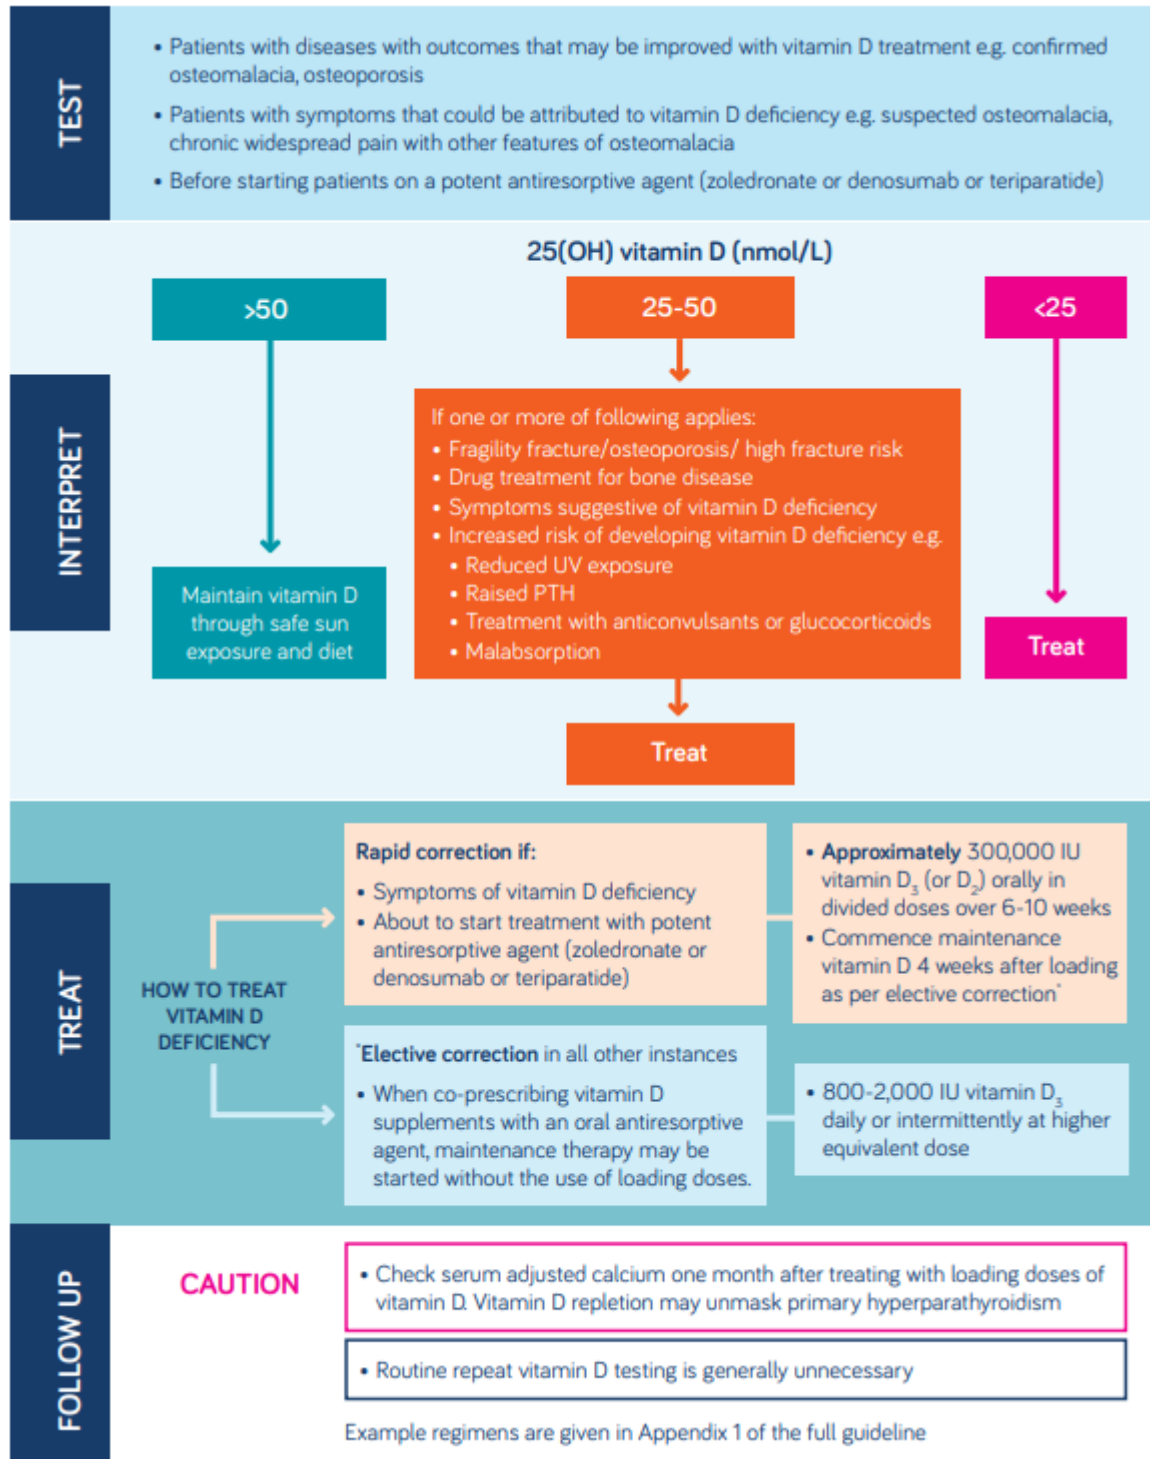 TEST
• Patients with diseases with outcomes that may be improved with vitamin D treatment e.g. confirmed
osteomalacia, osteoporosis
• Patients with symptoms that could be attributed to vitamin D deficiency e.g. suspected osteomalacia,
chronic widespread pain with other features of osteomalacia
• Before starting patients on a potent antiresorptive agent (zoledronate or denosumab or teriparatide)
INTERPRET
25(OH) vitamin D (nmol/L)
>50
Maintain vitamin D
through safe sun
exposure and diet
25-50
If one or more of following applies:
• Fragility fracture/osteoporosis/ high fracture risk
• Drug treatment for bone disease
• Symptoms suggestive of vitamin D deficiency
• Increased risk of developing vitamin D deficiency e.g.
• Reduced UV exposure
• Raised PTH
• Treatment with anticonvulsants or glucocorticoids
• Malabsorption
Treat
<25
Treat
TREAT
HOW TO TREAT
VITAMIN D
DEFICIENCY
Rapid correction if:
• Symptoms of vitamin D deficiency
• About to start treatment with potent
antiresorptive agent (zoledronate or
denosumab or teriparatide)
• Approximately 300,000 IU
vitamin D₃ (or D₂) orally in
divided doses over 6-10 weeks
• Commence maintenance
vitamin D 4 weeks after loading
as per elective correction*
*Elective correction in all other instances
• When co-prescribing vitamin D
supplements with an oral antiresorptive
agent, maintenance therapy may be
started without the use of loading doses.
• 800-2,000 IU vitamin D₃
daily or intermittently at higher
equivalent dose
FOLLOW UP
CAUTION
• Check serum adjusted calcium one month after treating with loading doses of
vitamin D. Vitamin D repletion may unmask primary hyperparathyroidism
• Routine repeat vitamin D testing is generally unnecessary
Example regimens are given in Appendix 1 of the full guideline